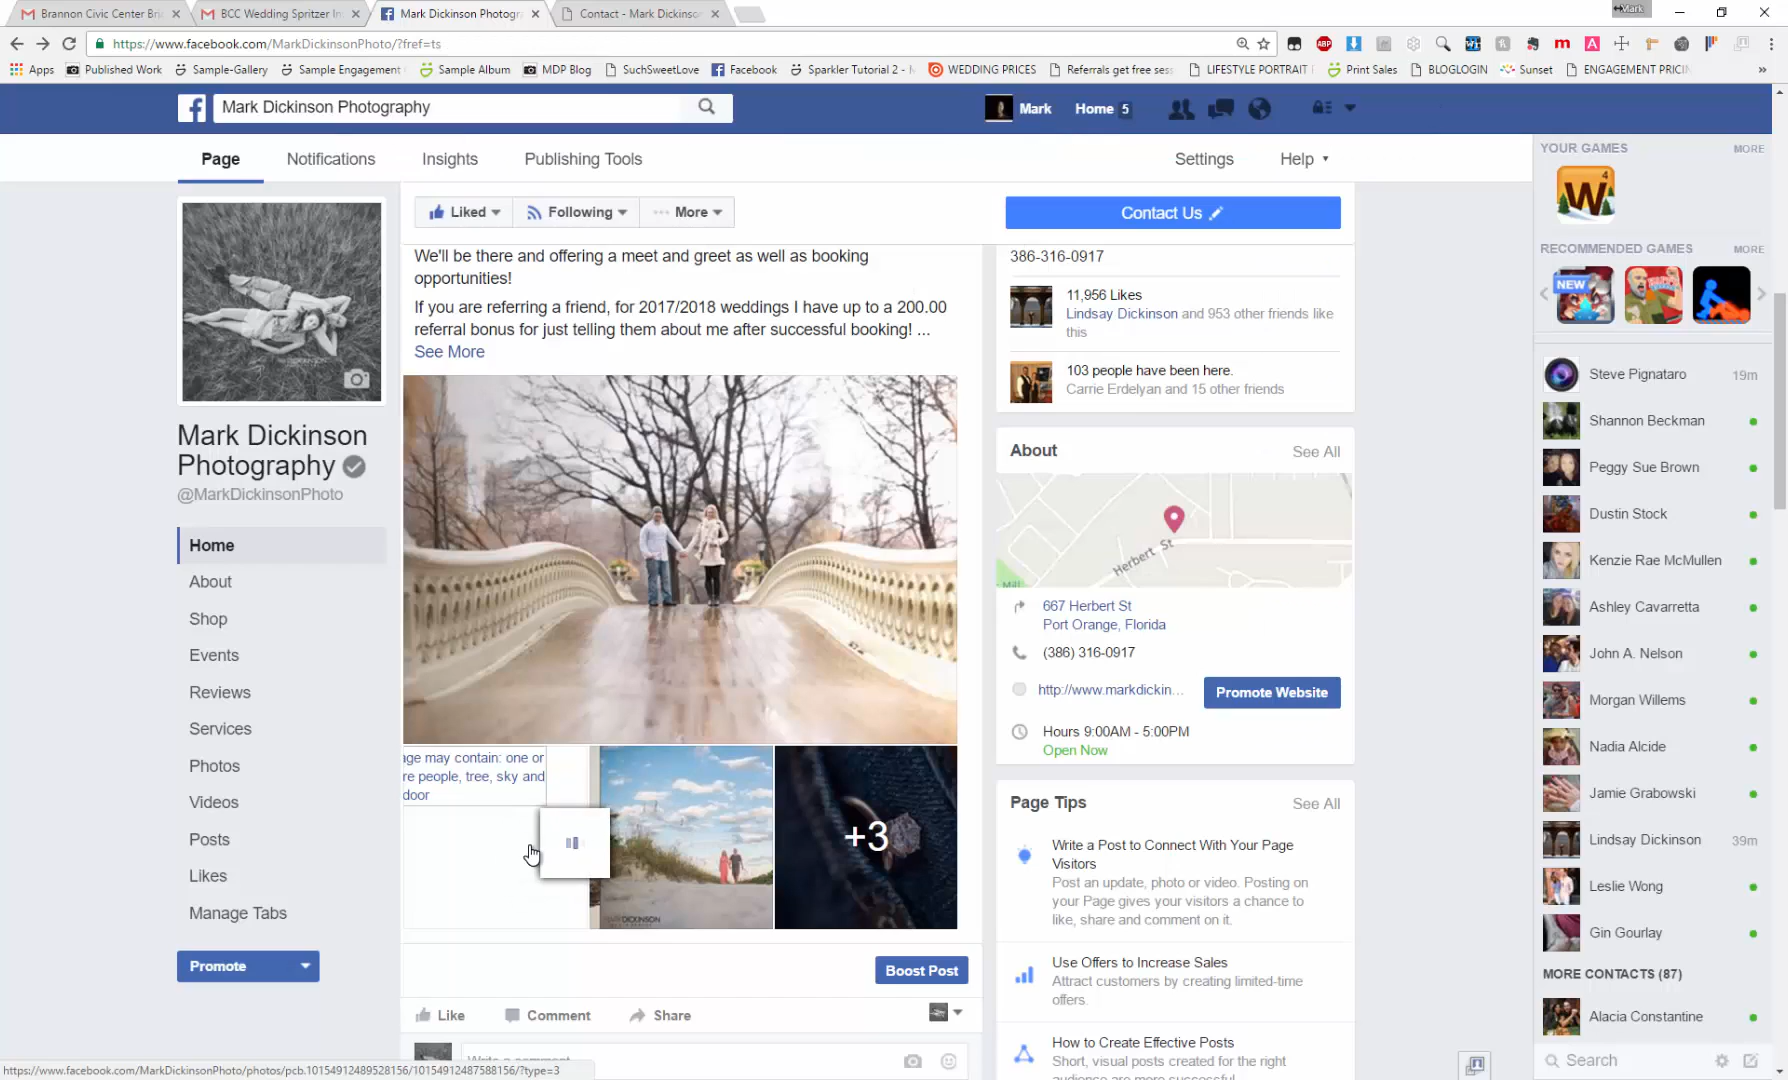 Brannon Civic Center Bri
BCC Wedding Spritzer In
Mark Dickinson Photogra
Contact - Mark Dickinso
Mark
https://www.facebook.com/MarkDickinsonPhoto/?fref=ts
Apps
Published Work
Sample-Gallery
Sample Engagement
Sample Album
MDP Blog
SuchSweetLove
Facebook
Sparkler Tutorial 2 -
WEDDING PRICES
Referrals get free ses
LIFESTYLE PORTRAIT
Print Sales
BLOGLOGIN
Sunset
ENGAGEMENT PRICIN
Mark Dickinson Photography
Mark
Home 5
Page
Notifications
Insights
Publishing Tools
Settings
Help
Liked
Following
More
Contact Us
Mark Dickinson
Photography
@MarkDickinsonPhoto
Home
About
Shop
Events
Reviews
Services
Photos
Videos
Posts
Likes
Manage Tabs
Promote
We'll be there and offering a meet and greet as well as booking
opportunities!
If you are referring a friend, for 2017/2018 weddings I have up to a 200.00
referral bonus for just telling them about me after successful booking! ...
See More
age may contain: one or
re people, tree, sky and
door
DICKINSON
+3
Boost Post
Like
Comment
Share
Write a comment
386-316-0917
11,956 Likes
Lindsay Dickinson and 953 other friends like
this
103 people have been here.
Carrie Erdelyan and 15 other friends
About
See All
Herbert St
Mill
667 Herbert St
Port Orange, Florida
(386) 316-0917
http://www.markdickin...
Promote Website
Hours 9:00AM - 5:00PM
Open Now
Page Tips
See All
Write a Post to Connect With Your Page
Visitors
Post an update, photo or video. Posting on
your Page gives your visitors a chance to
like, share and comment on it.
Use Offers to Increase Sales
Attract customers by creating limited-time
offers.
How to Create Effective Posts
Short, visual posts created for the right
audience are more successful
YOUR GAMES
MORE
W
4
RECOMMENDED GAMES
MORE
NEW
Steve Pignataro
19m
Shannon Beckman
Peggy Sue Brown
Dustin Stock
Kenzie Rae McMullen
Ashley Cavarretta
John A. Nelson
Morgan Willems
Nadia Alcide
Jamie Grabowski
Lindsay Dickinson
39m
Leslie Wong
Gin Gourlay
MORE CONTACTS (87)
Alacia Constantine
Search
https://www.facebook.com/MarkDickinsonPhoto/photos/pcb.10154912489528156/10154912487588156/?type=3